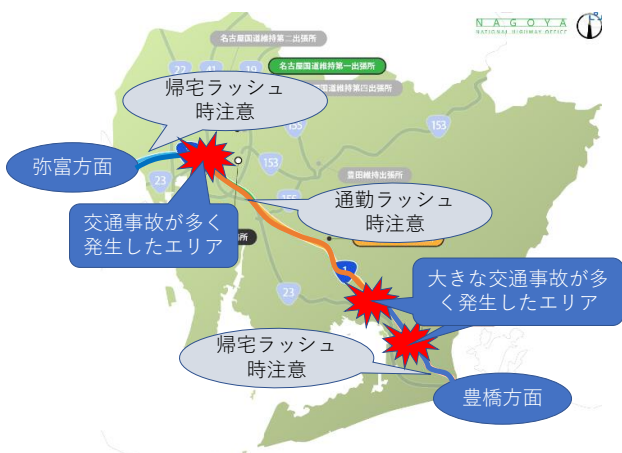 NAGOYA
NATIONAL HIGHWAY OFFICE
名古屋国道維持第二出張所
22
41
19
名古屋国道維持第一出張所
国道維持第四出張所
帰宅ラッシュ
時注意
155
153
弥富方面
153
豊田維持出張所
23
155
交通事故が多く
発生したエリア
通勤ラッシュ
時注意
所
1
23
大きな交通事故が多
く発生したエリア
帰宅ラッシュ
時注意
豊橋方面